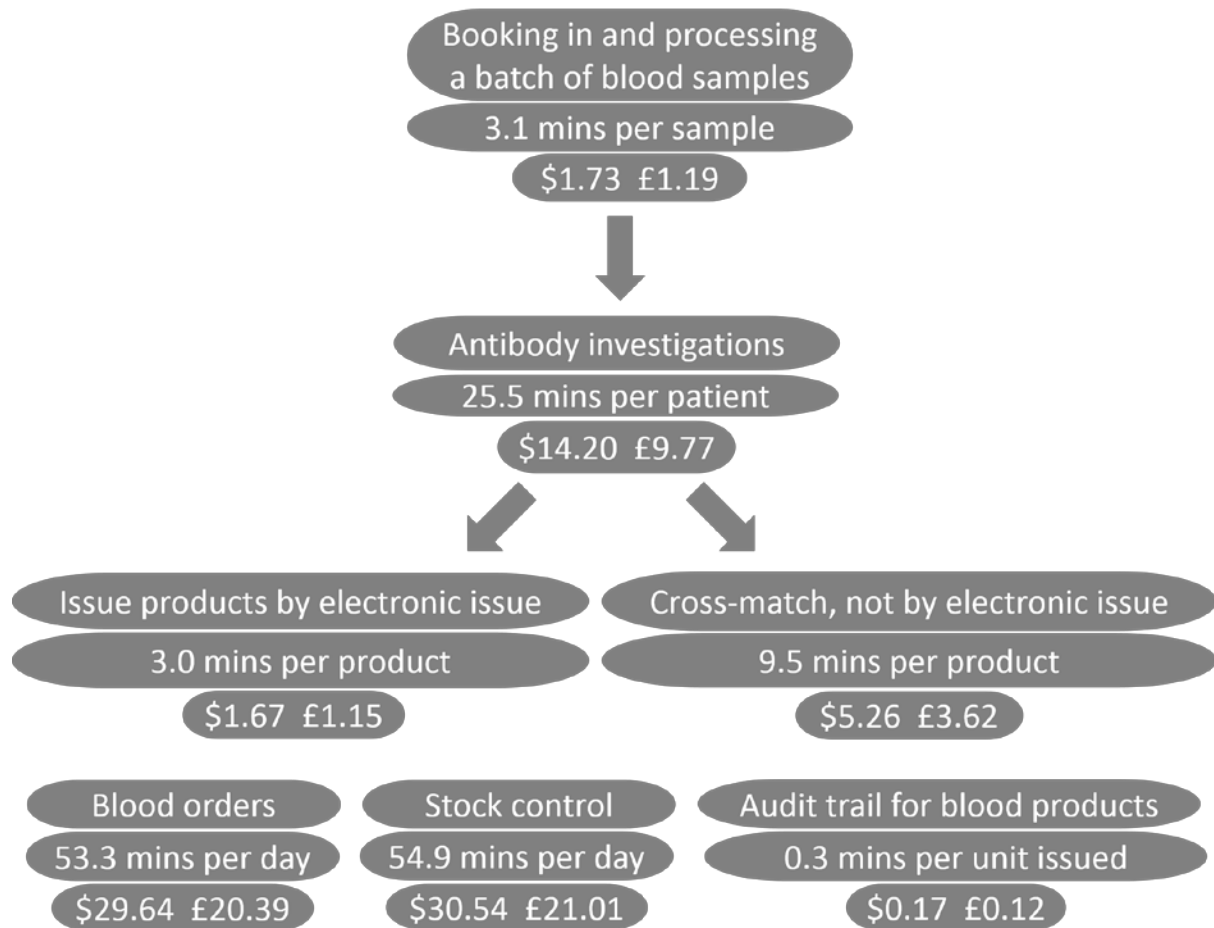 Booking in and processing
a batch of blood samples
3.1 mins per sample
$1.73 £1.19
Antibody investigations
25.5 mins per patient
$14.20 £9.77
Issue products by electronic issue
3.0 mins per product
$1.67 £1.15
Cross-match, not by electronic issue
9.5 mins per product
$5.26 £3.62
Blood orders
53.3 mins per day
$29.64 £20.39
Stock control
54.9 mins per day
$30.54 £21.01
Audit trail for blood products
0.3 mins per unit issued
$0.17 £0.12